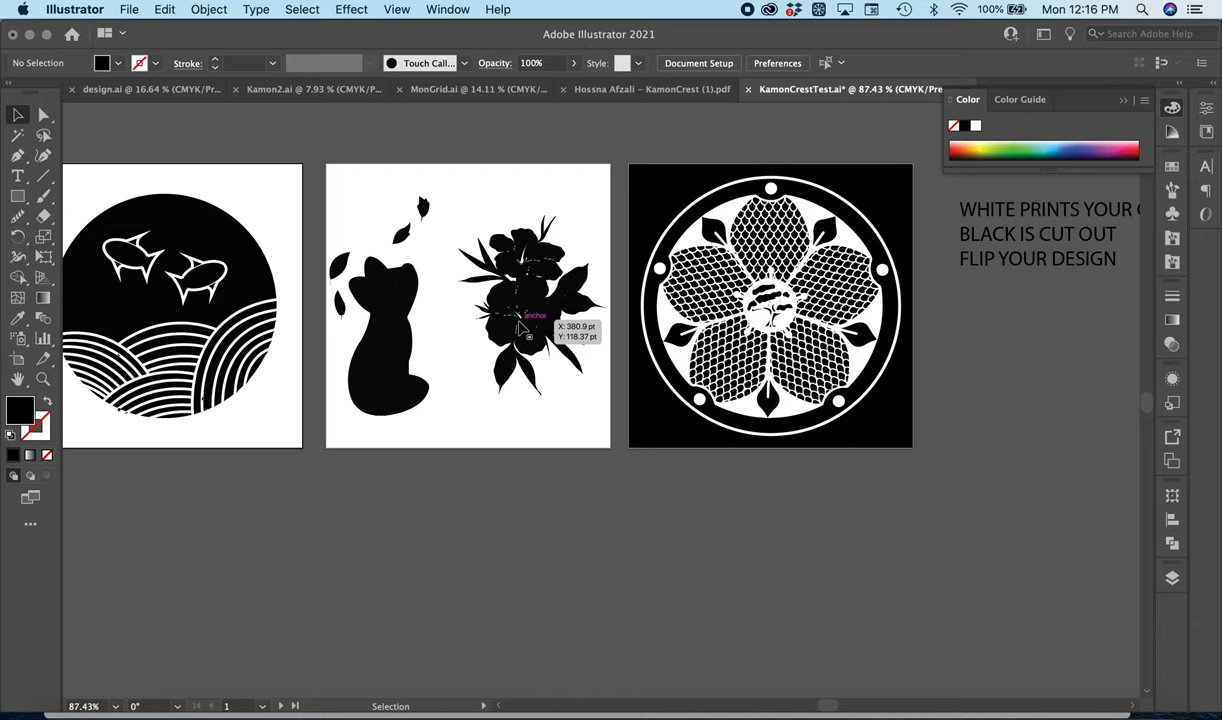 Illustrator File Edit Object Type Select Effect View Window Help
2
100% Mon 12:16 PM
Adobe Illustrator 2021
Search Adobe Help
No Selection
Stroke:
Touch Call...
Opacity: 100%
Style:
Document Setup
Preferences
design.ai @ 16.64 % (CMYK/Pr...
Kamon2.ai @ 7.93 % (CMYK/P...
MonGrid.ai @ 14.11 % (CMYK/...
Hossna Afzali - KamonCrest (1).pdf
KamonCrestTest.ai* @ 87.43 % (CMYK/Pre
Color
Color Guide
WHITE PRINTS YOUR
BLACK IS CUT OUT
FLIP YOUR DESIGN
anchor
X: 380.9 pt
Y: 118.37 pt
87.43%
0°
1
Selection